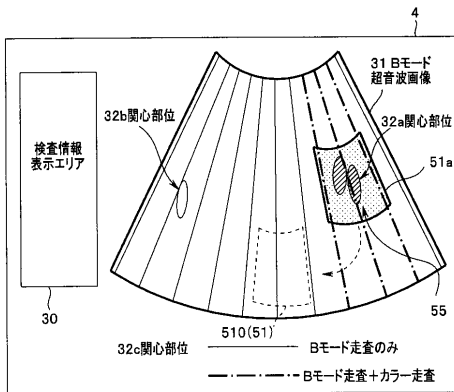 4
31 Bモード
超音波画像
32a関心部位
32b関心部位
51a
検査情報
表示エリア
55
30
510(51)
32c関心部位
Bモード走査のみ
Bモード走査+カラー走査